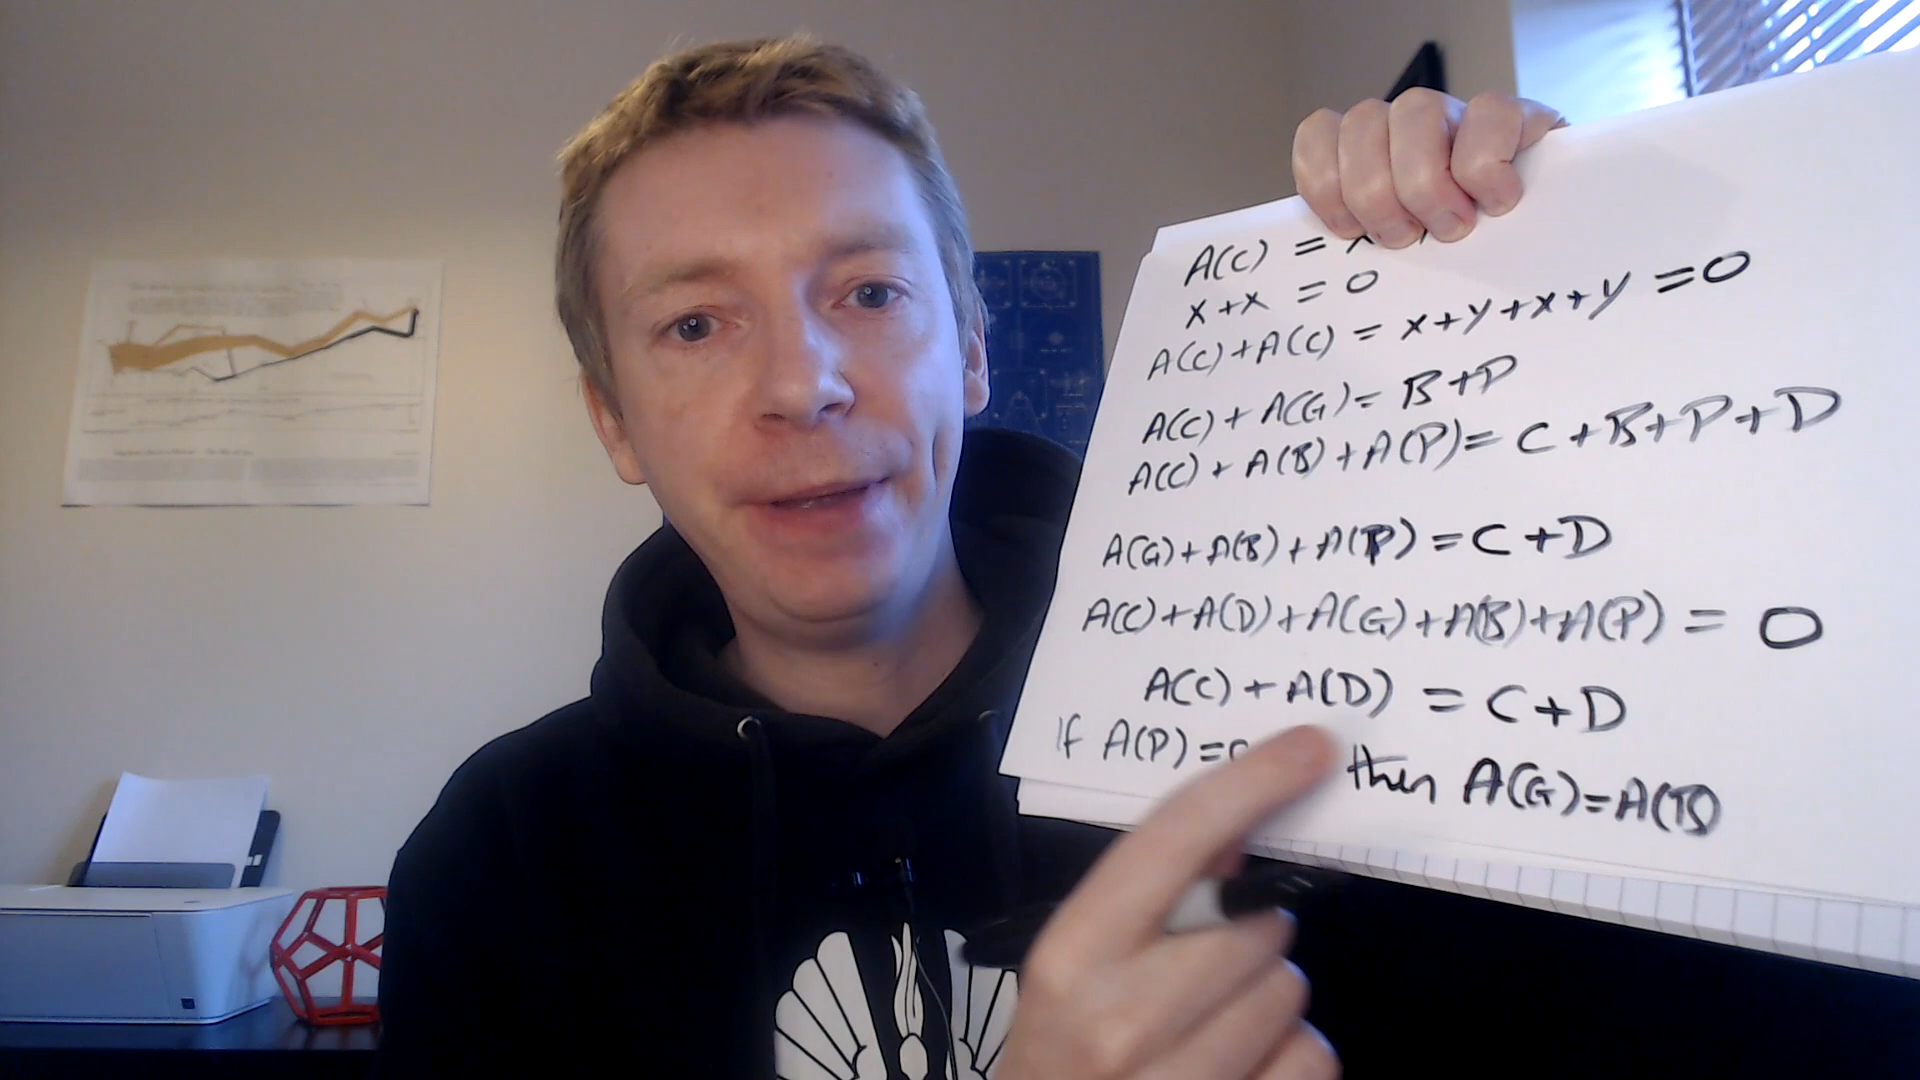 A(C) =
x+x = 0
A(C)+A(C) = x+y+x+y =0
A(C)+ A(G)= B+P
A(C)+ A(B)+A(P)= C+B+P+D
A(G)+A(B)+A(P)=C+D
A(C)+A(D)+A(G)+A(B)+A(P) = 0
A(C)+A(D) = C+D
If A(P)= then A(G)=A(B)